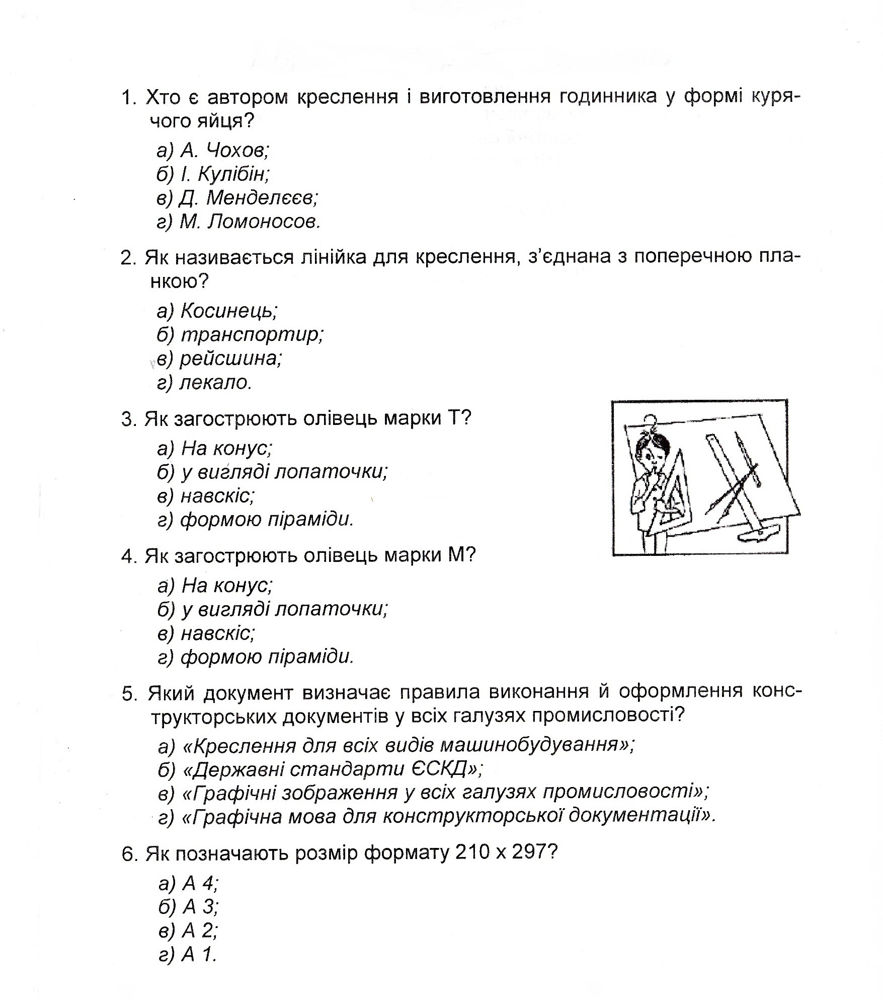 1. Хто є автором креслення і виготовлення годинника у формі куря-
чого яйця?
а) А. Чохов;
б) І. Кулібін;
в) Д. Менделєєв;
г) М. Ломоносов.
2. Як називається лінійка для креслення, з’єднана з поперечною пла-
нкою?
а) Косинець;
б) транспортир;
в) рейсшина;
г) лекало.
3. Як загострюють олівець марки Т?
а) На конус;
б) у вигляді лопаточки;
в) навскіс;
г) формою піраміди.
4. Як загострюють олівець марки М?
а) На конус;
б) у вигляді лопаточки;
в) навскіс;
г) формою піраміди.
5. Який документ визначає правила виконання й оформлення конс-
трукторських документів у всіх галузях промисловості?
а) «Креслення для всіх видів машинобудування»;
б) «Державні стандарти ЄСКД»;
в) «Графічні зображення у всіх галузях промисловості»;
г) «Графічна мова для конструкторської документації».
6. Як позначають розмір формату 210 х 297?
а) А 4;
б) А 3;
в) А 2;
г) А 1.